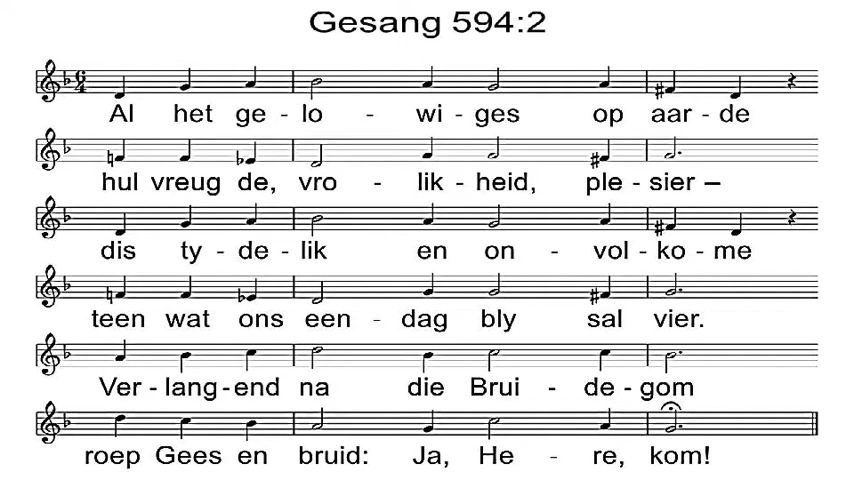 Gesang 594:2
Al het ge - lo - wi - ges op aar - de
hul vreug de, vro - lik - heid, ple - sier –
dis ty - de - lik en on - vol - ko - me
teen wat ons een - dag bly sal vier.
Ver - lang - end na die Brui - de - gom
roep Gees en bruid: Ja, He - re, kom!